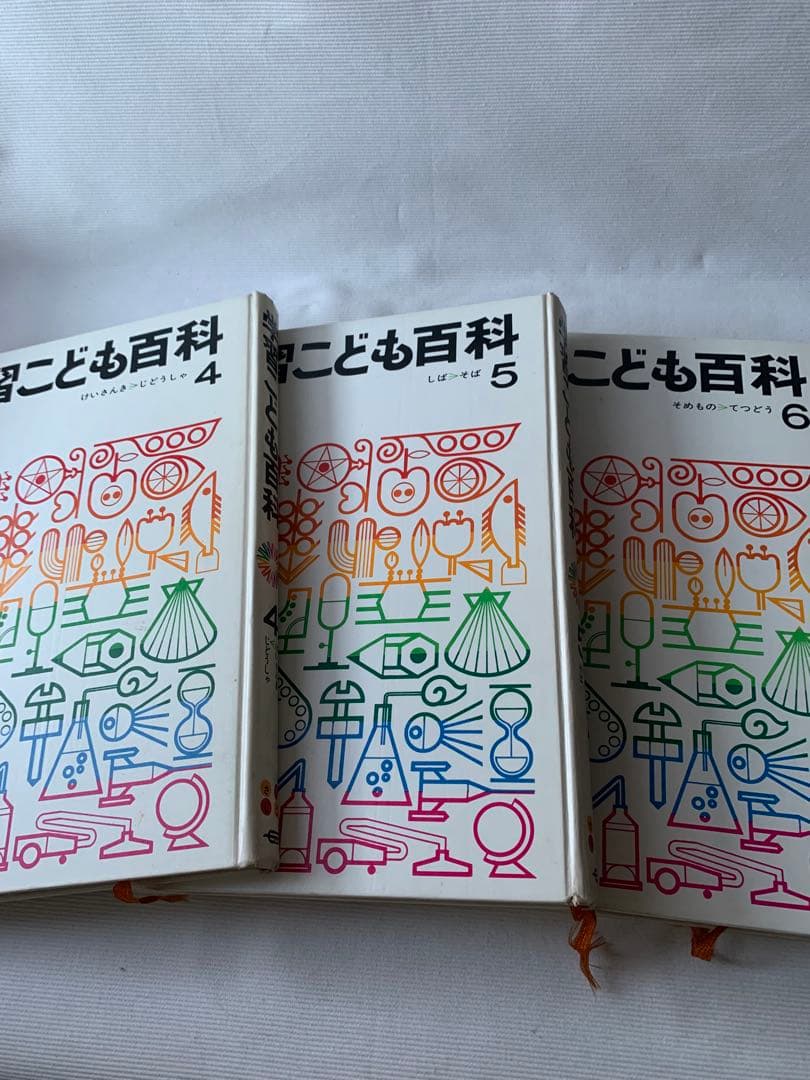 習こども百科
けいさんき>じどうしゃ 4
習こども百科
しば>そば 5
こども百科
そめもの>てつどう 6